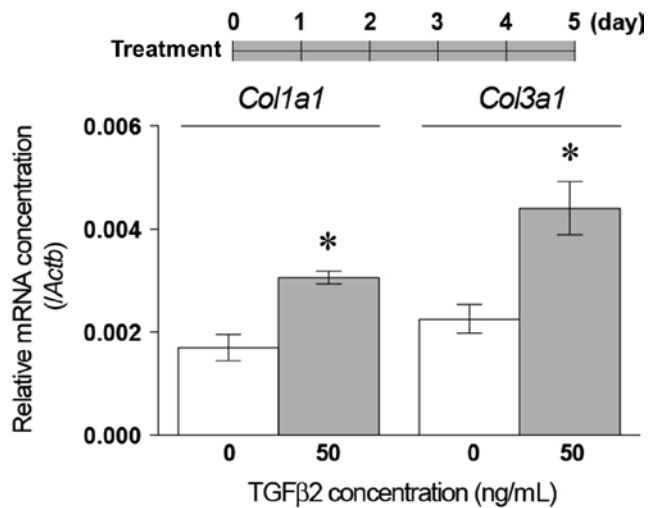 0 1 2 3 4 5 (day)
Treatment
Col1a1 Col3a1
0.006
0.004
0.002
0.000
Relative mRNA concentration
(/Actb)
* *
0 50 0 50
TGFβ2 concentration (ng/mL)